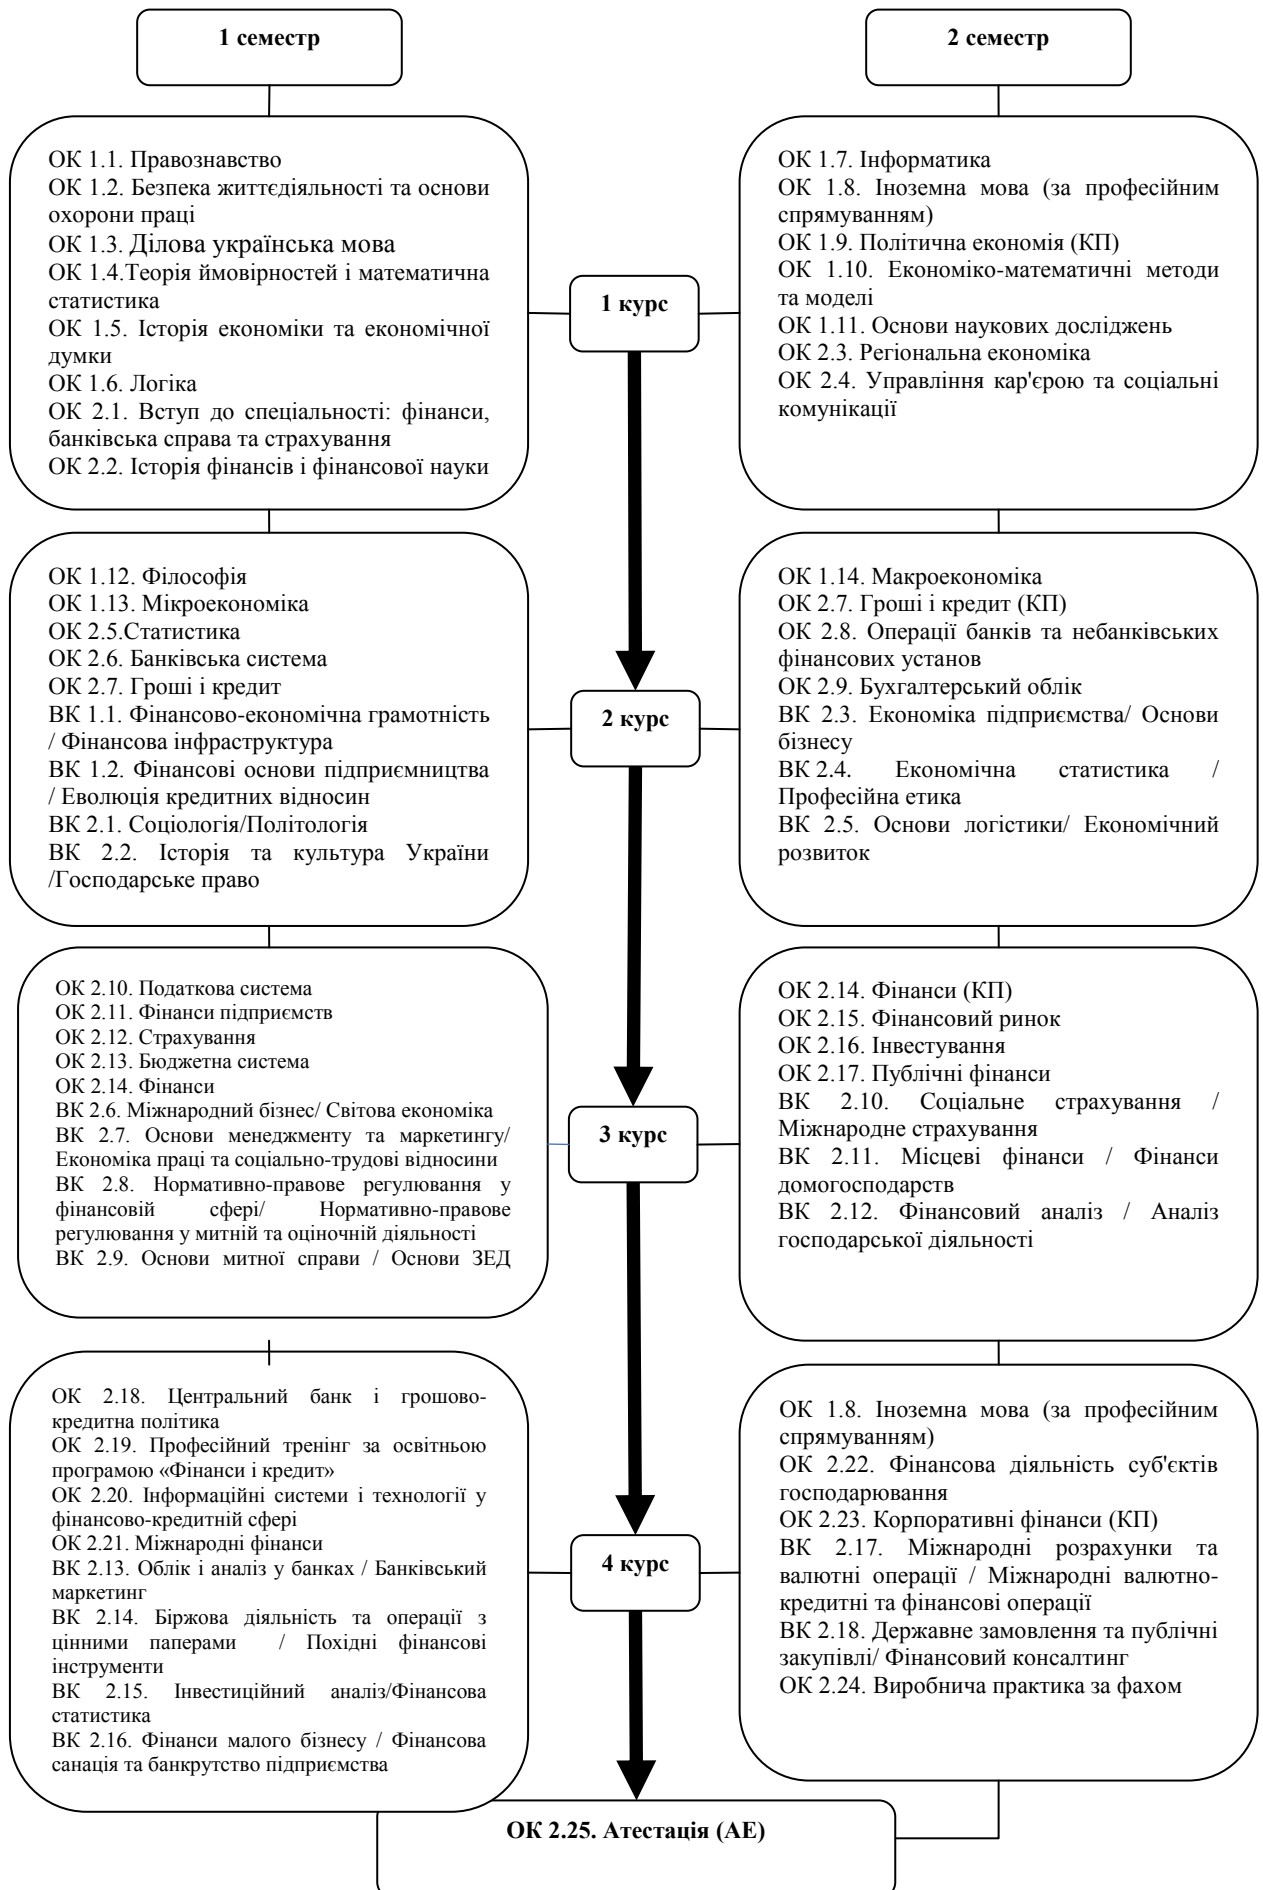 1 семестр
2 семестр
ОК 1.1. Правознавство
ОК 1.2. Безпека життєдіяльності та основи
охорони праці
ОК 1.3. Ділова українська мова
ОК 1.4.Теорія ймовірностей і математична
статистика
ОК 1.5. Історія економіки та економічної
думки
ОК 1.6. Логіка
ОК 2.1. Вступ до спеціальності: фінанси,
банківська справа та страхування
ОК 2.2. Історія фінансів і фінансової науки
1 курс
ОК 1.7. Інформатика
ОК 1.8. Іноземна мова (за професійним
спрямуванням)
ОК 1.9. Політична економія (КП)
ОК 1.10. Економіко-математичні методи
та моделі
ОК 1.11. Основи наукових досліджень
ОК 2.3. Регіональна економіка
ОК 2.4. Управління кар'єрою та соціальні
комунікації
ОК 1.12. Філософія
ОК 1.13. Мікроекономіка
ОК 2.5.Статистика
ОК 2.6. Банківська система
ОК 2.7. Гроші і кредит
ВК 1.1. Фінансово-економічна грамотність
/ Фінансова інфраструктура
ВК 1.2. Фінансові основи підприємництва
/ Еволюція кредитних відносин
ВК 2.1. Соціологія/Політологія
ВК 2.2. Історія та культура України
/Господарське право
2 курс
ОК 1.14. Макроекономіка
ОК 2.7. Гроші і кредит (КП)
ОК 2.8. Операції банків та небанківських
фінансових установ
ОК 2.9. Бухгалтерський облік
ВК 2.3. Економіка підприємства/ Основи
бізнесу
ВК 2.4. Економічна статистика /
Професійна етика
ВК 2.5. Основи логістики/ Економічний
розвиток
ОК 2.10. Податкова система
ОК 2.11. Фінанси підприємств
ОК 2.12. Страхування
ОК 2.13. Бюджетна система
ОК 2.14. Фінанси
ВК 2.6. Міжнародний бізнес/ Світова економіка
ВК 2.7. Основи менеджменту та маркетингу/
Економіка праці та соціально-трудові відносини
ВК 2.8. Нормативно-правове регулювання у
фінансовій сфері/ Нормативно-правове
регулювання у митній та оціночній діяльності
ВК 2.9. Основи митної справи / Основи ЗЕД
3 курс
ОК 2.14. Фінанси (КП)
ОК 2.15. Фінансовий ринок
ОК 2.16. Інвестування
ОК 2.17. Публічні фінанси
ВК 2.10. Соціальне страхування /
Міжнародне страхування
ВК 2.11. Місцеві фінанси / Фінанси
домогосподарств
ВК 2.12. Фінансовий аналіз / Аналіз
господарської діяльності
ОК 2.18. Центральний банк і грошово-
кредитна політика
ОК 2.19. Професійний тренінг за освітньою
програмою «Фінанси і кредит»
ОК 2.20. Інформаційні системи і технології у
фінансово-кредитній сфері
ОК 2.21. Міжнародні фінанси
ВК 2.13. Облік і аналіз у банках / Банківський
маркетинг
ВК 2.14. Біржова діяльність та операції з
цінними паперами / Похідні фінансові
інструменти
ВК 2.15. Інвестиційний аналіз/Фінансова
статистика
ВК 2.16. Фінанси малого бізнесу / Фінансова
санація та банкрутство підприємства
4 курс
ОК 1.8. Іноземна мова (за професійним
спрямуванням)
ОК 2.22. Фінансова діяльність суб'єктів
господарювання
ОК 2.23. Корпоративні фінанси (КП)
ВК 2.17. Міжнародні розрахунки та
валютні операції / Міжнародні валютно-
кредитні та фінансові операції
ВК 2.18. Державне замовлення та публічні
закупівлі/ Фінансовий консалтинг
ОК 2.24. Виробнича практика за фахом
ОК 2.25. Атестація (АЕ)